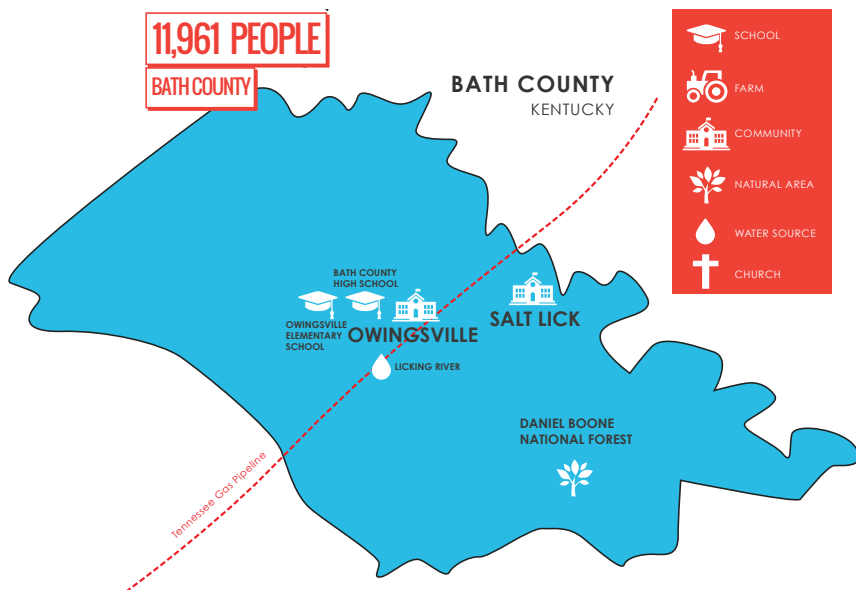 11,961 PEOPLE
BATH COUNTY
BATH COUNTY
KENTUCKY
SCHOOL
FARM
COMMUNITY
NATURAL AREA
WATER SOURCE
CHURCH
BATH COUNTY
HIGH SCHOOL
OWINGSVILLE
ELEMENTARY
SCHOOL
OWINGSVILLE
SALT LICK
LICKING RIVER
DANIEL BOONE
NATIONAL FOREST
Tennessee Gas Pipeline